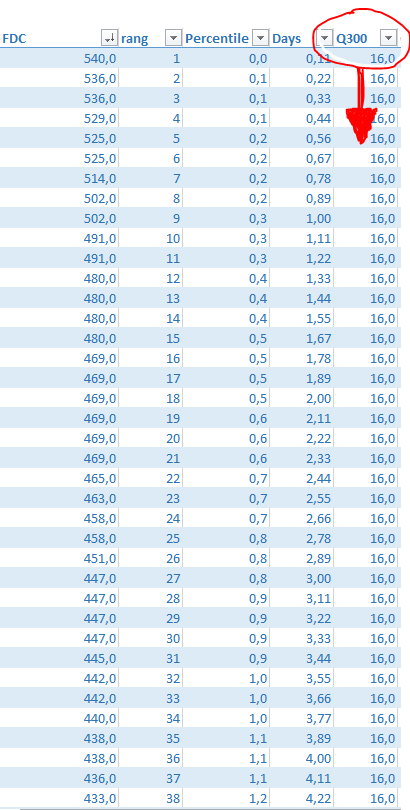 FDC rang Percentile Days Q300
540,0 1 0,0 0,11 16,0
536,0 2 0,1 0,22 16,0
536,0 3 0,1 0,33 16,0
529,0 4 0,1 0,44 16,0
525,0 5 0,2 0,56 16,0
525,0 6 0,2 0,67 16,0
514,0 7 0,2 0,78 16,0
502,0 8 0,2 0,89 16,0
502,0 9 0,3 1,00 16,0
491,0 10 0,3 1,11 16,0
491,0 11 0,3 1,22 16,0
480,0 12 0,4 1,33 16,0
480,0 13 0,4 1,44 16,0
480,0 14 0,4 1,55 16,0
480,0 15 0,5 1,67 16,0
469,0 16 0,5 1,78 16,0
469,0 17 0,5 1,89 16,0
469,0 18 0,5 2,00 16,0
469,0 19 0,6 2,11 16,0
469,0 20 0,6 2,22 16,0
469,0 21 0,6 2,33 16,0
465,0 22 0,7 2,44 16,0
463,0 23 0,7 2,55 16,0
458,0 24 0,7 2,66 16,0
458,0 25 0,8 2,78 16,0
451,0 26 0,8 2,89 16,0
447,0 27 0,8 3,00 16,0
447,0 28 0,9 3,11 16,0
447,0 29 0,9 3,22 16,0
447,0 30 0,9 3,33 16,0
445,0 31 0,9 3,44 16,0
442,0 32 1,0 3,55 16,0
442,0 33 1,0 3,66 16,0
440,0 34 1,0 3,77 16,0
438,0 35 1,1 3,89 16,0
438,0 36 1,1 4,00 16,0
436,0 37 1,1 4,11 16,0
433,0 38 1,2 4,22 16,0